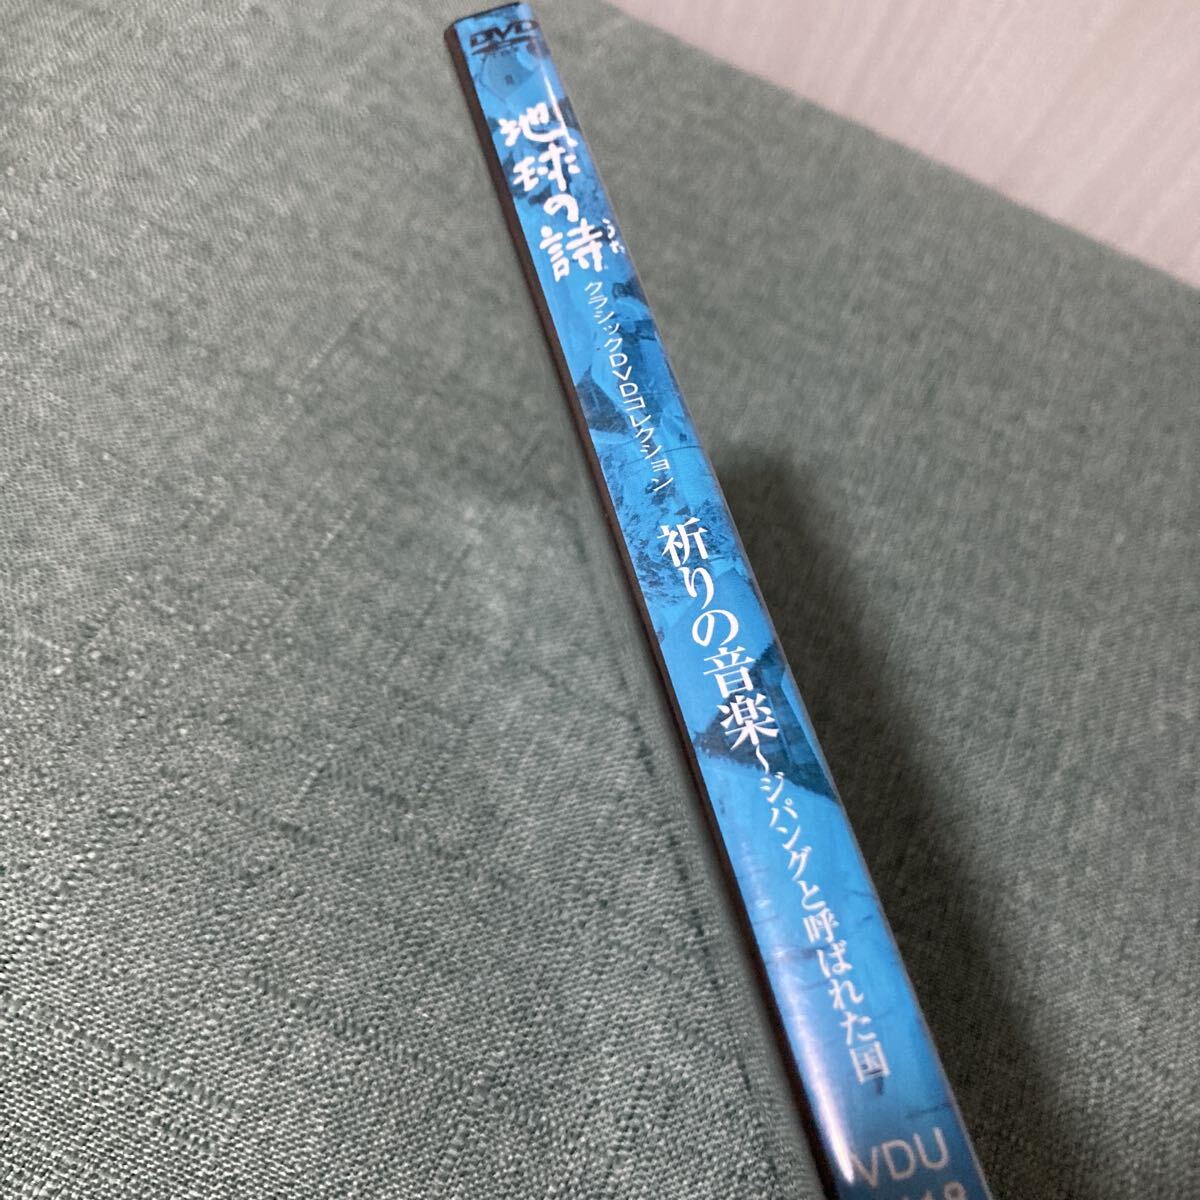 DVD
地球の詩
うた
クラシックDVDコレクション
祈りの音楽～ジパングと呼ばれた国
VDU